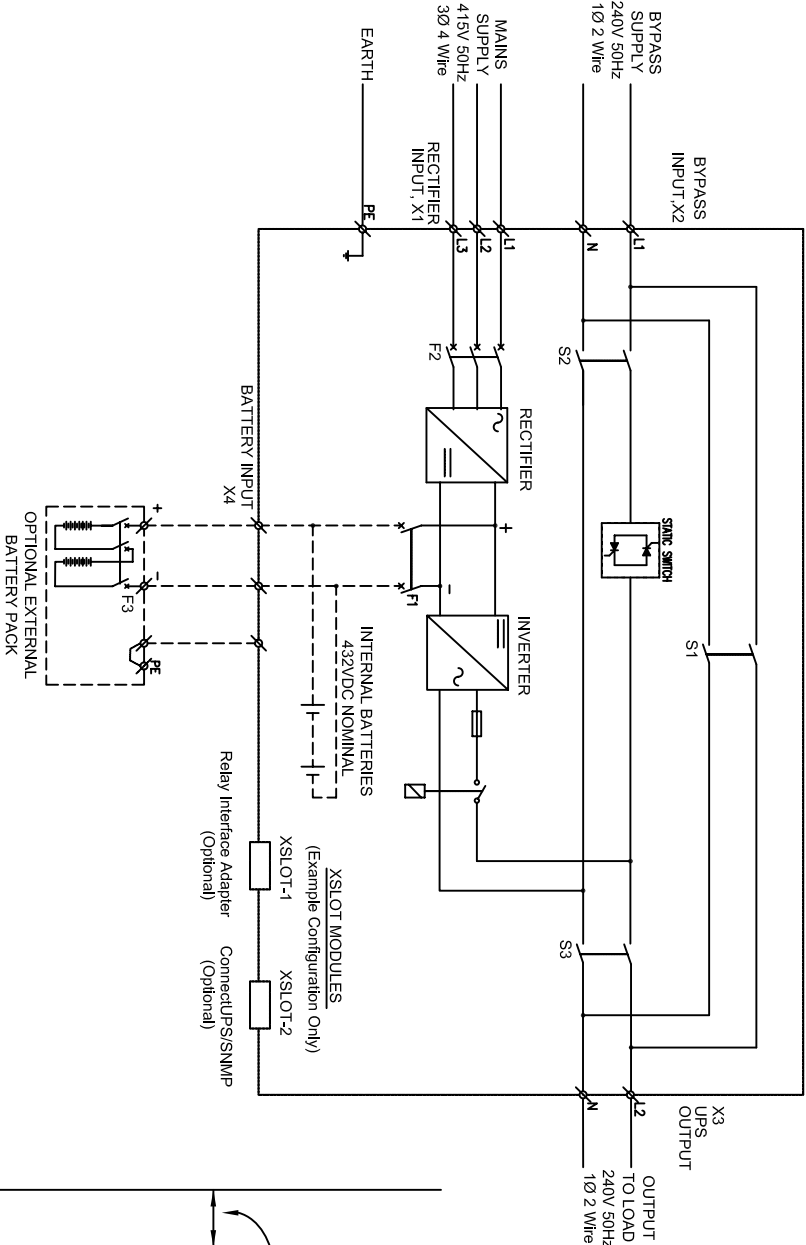 BYPASS
SUPPLY
240V 50Hz
1Ø 2 Wire
MAINS
SUPPLY
415V 50Hz
3Ø 4 Wire
EARTH
BYPASS
INPUT,X2
RECTIFIER
INPUT, X1
L1
N
L1
L2
L3
PE
S2
F2
RECTIFIER
STATIC SWITCH
S1
+
-
F1
INVERTER
BATTERY INPUT
X4
INTERNAL BATTERIES
432VDC NOMINAL
+
-
F3
PE
OPTIONAL EXTERNAL
BATTERY PACK
XSLOT MODULES
(Example Configuration Only)
XSLOT-1
Relay Interface Adapter
(Optional)
XSLOT-2
ConnectUPS/SNMP
(Optional)
S3
X3
UPS
OUTPUT
L2
N
OUTPUT
TO LOAD
240V 50Hz
1Ø 2 Wire